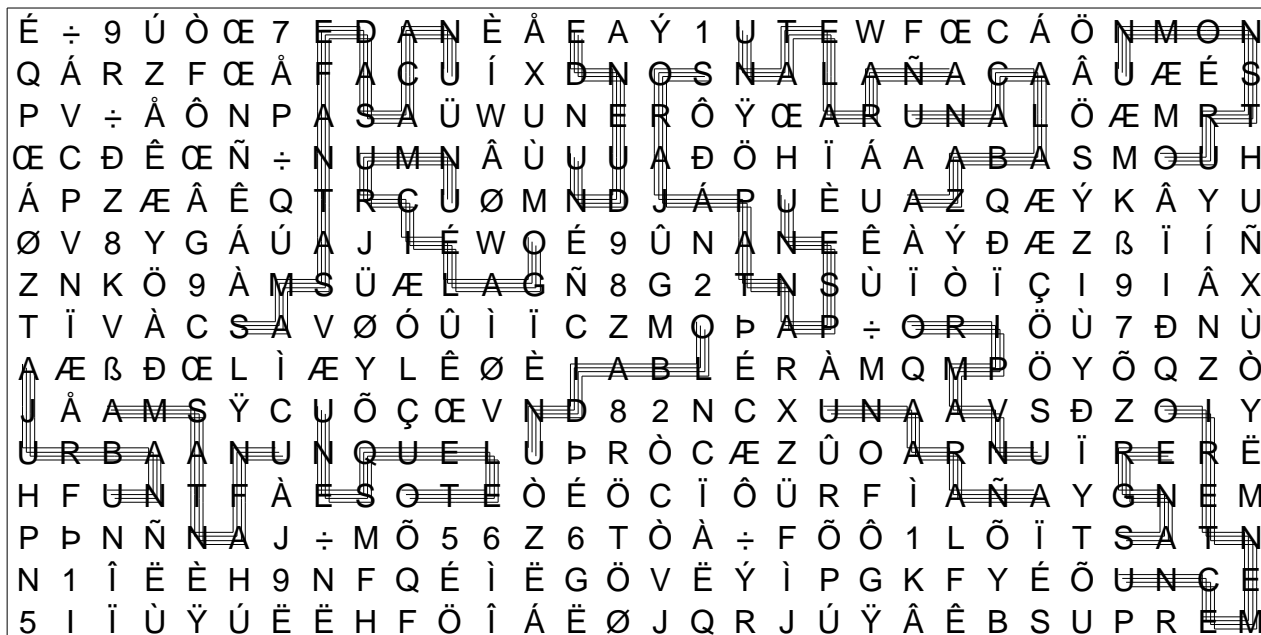 É ÷ 9 Ú Ò Œ 7 E D A N È Å E A Ý 1 U T E W F Œ C Á Ö N M O N
Q Á R Z F Œ Å F A C U Í X D N O S N A L A Ñ A C A Â U Æ É S
P V ÷ Å Ô N P A S A Ü W U N E R Ô Ÿ Œ A R U N A L Ö Æ M R T
Œ C Ð Ê Œ Ñ ÷ N U M N Â Ù U U A Ð Ö H Ï Á A A B A S M O U H
Á P Z Æ Â Ê Q T R C U Ø M N D J Á P U È U A Z Q Æ Ý K Â Y U
Ø V 8 Y G Á Ú A J I É W O É 9 Û N A N E Ê À Ý Ð Æ Z ß Ï Í Ñ
Z N K Ö 9 À M S Ü Æ L A G Ñ 8 G 2 T N S Ù Ï Ò Ï Ç I 9 I Â X
T Ï V À C S A V Ø Ó Û Ì Ï C Z M O Þ A P ÷ O R I Ö Ù 7 Ð N Ù
A Æ ß Ð Œ L Ì Æ Y L Ê Ø È I A B L É R À M Q M P Ö Y Õ Q Z Ò
J Å A M S Ÿ C U Õ Ç Œ V N D 8 2 N C X U N A A V S Ð Z O I Y
U R B A A N U N Q U E L U Þ R Ò C Æ Z Û O A R N U Ï R E R Ë
H F U N T F À E S O T E Ò É Ö C Ï Ô Ü R F Ì A Ñ A Y G N E M
P Þ N Ñ N A J ÷ M Õ 5 6 Z 6 T Ò À ÷ F Õ Ô 1 L Õ Ï T S A T N
N 1 Î Ë È H 9 N F Q É Ì Ë G Ö V Ë Ý Ì P G K F Y É Õ U N C E
5 I Ï Ù Ÿ Ú Ë Ë H F Ö Î Á Ë Ø J Q R J Ú Ÿ Â Ê B S U P R E M